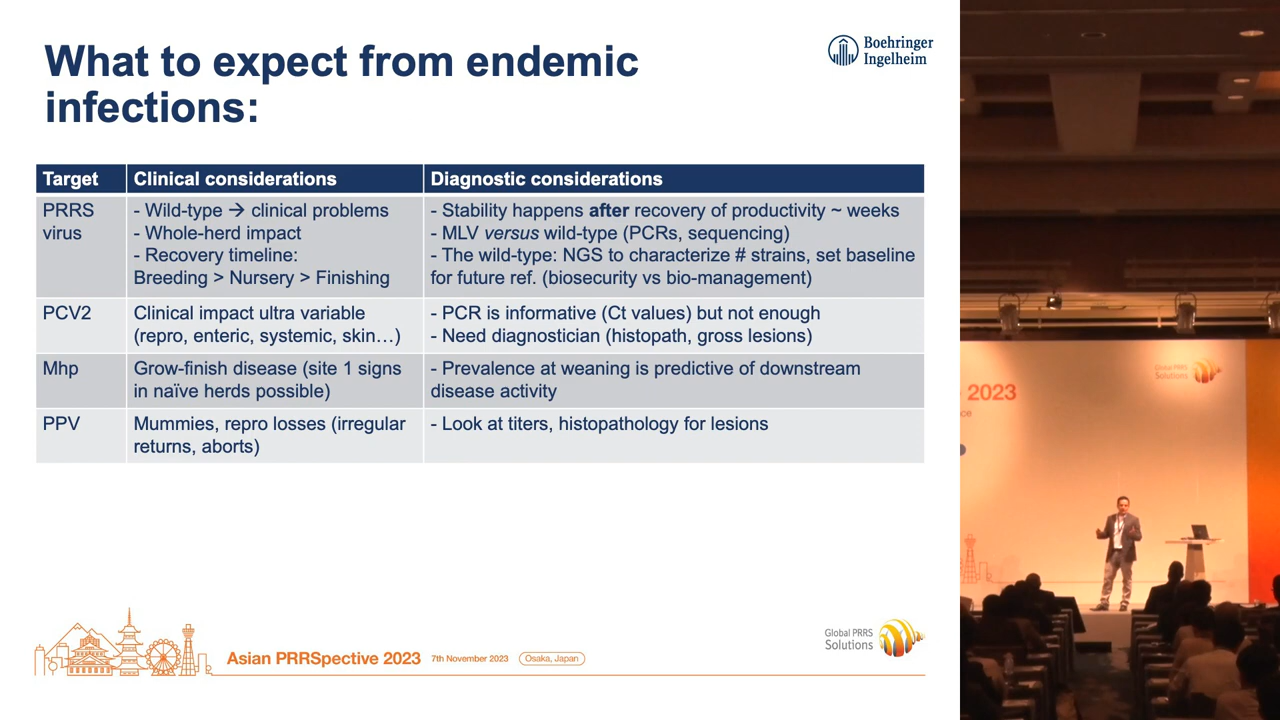 What to expect from endemic
infections:
Boehringer
Ingelheim
Target
Clinical considerations
Diagnostic considerations
PRRS
virus
- Wild-type → clinical problems
- Whole-herd impact
- Recovery timeline:
Breeding > Nursery > Finishing
- Stability happens after recovery of productivity ~ weeks
- MLV versus wild-type (PCRs, sequencing)
- The wild-type: NGS to characterize # strains, set baseline
for future ref. (biosecurity vs bio-management)
PCV2
Clinical impact ultra variable
(repro, enteric, systemic, skin…)
- PCR is informative (Ct values) but not enough
- Need diagnostician (histopath, gross lesions)
Mhp
Grow-finish disease (site 1 signs
in naïve herds possible)
- Prevalence at weaning is predictive of downstream
disease activity
PPV
Mummies, repro losses (irregular
returns, aborts)
- Look at titers, histopathology for lesions
Asian PRRSpective 2023
7th November 2023
Osaka, Japan
Global PRRS
Solutions
Global PRRS
Solutions
2023